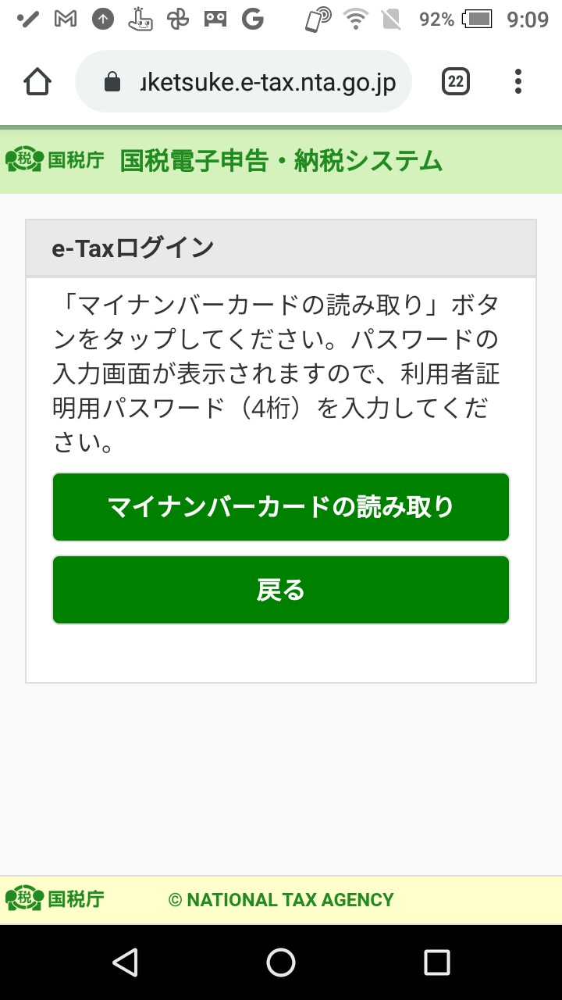 92% 9:09
22
uketsuke.e-tax.nta.go.jp
税 国税庁 国税電子申告・納税システム
e-Taxログイン
「マイナンバーカードの読み取り」ボタ
ンをタップしてください。パスワードの
入力画面が表示されますので、利用者証
明用パスワード（4桁）を入力してくだ
さい。
マイナンバーカードの読み取り
戻る
税 国税庁 © NATIONAL TAX AGENCY